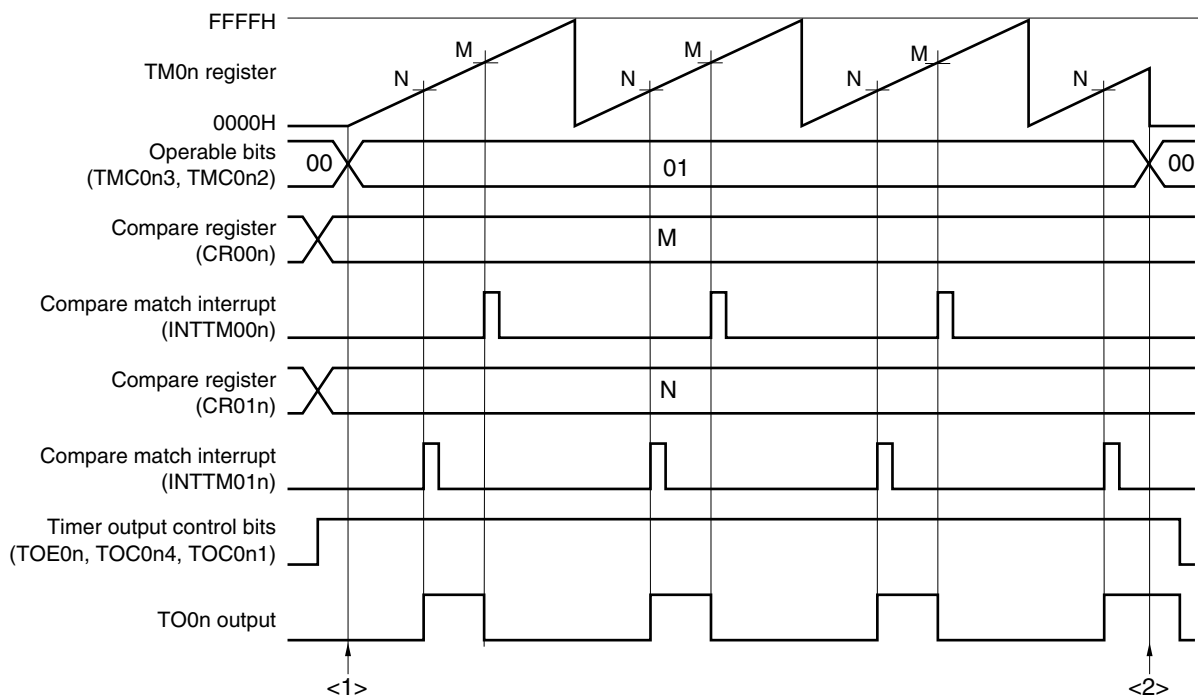 FFFFH
TM0n register
0000H
N M N M N M N
Operable bits
(TMC0n3, TMC0n2)
00 01 00
Compare register
(CR00n)
M
Compare match interrupt
(INTTM00n)
Compare register
(CR01n)
N
Compare match interrupt
(INTTM01n)
Timer output control bits
(TOE0n, TOC0n4, TOC0n1)
TO0n output
<1> <2>